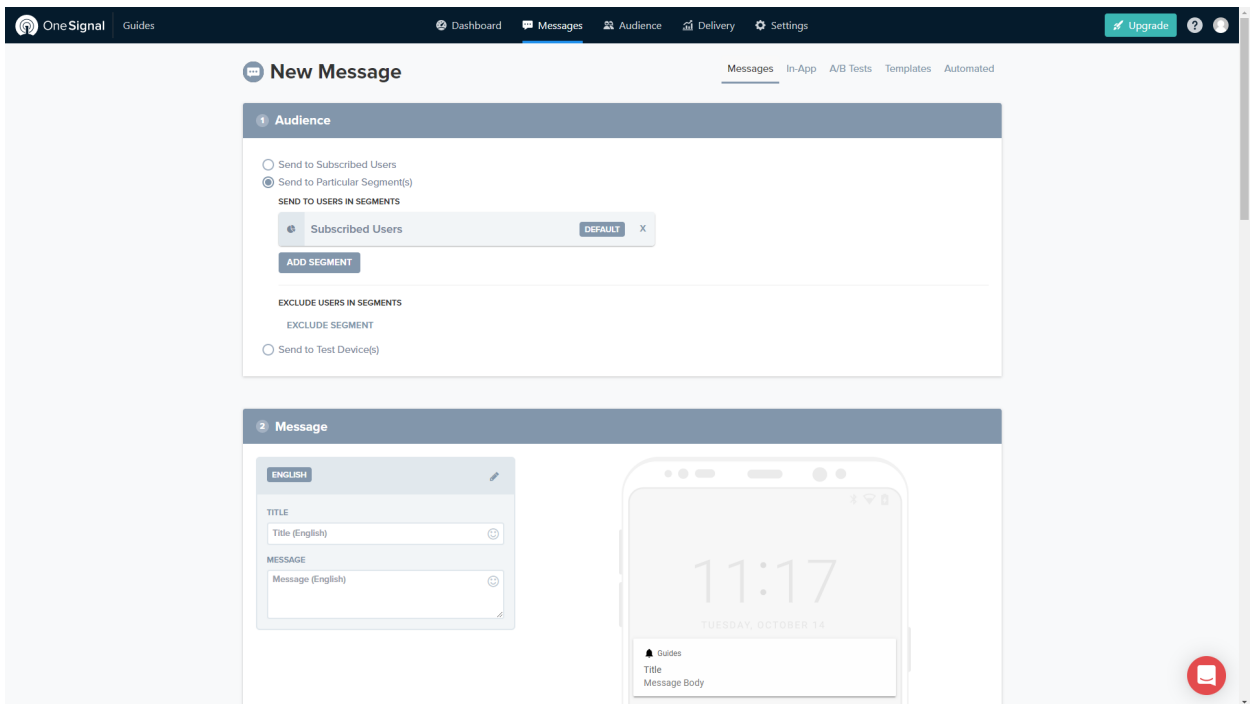 OneSignal Guides Dashboard Messages Audience Delivery Settings Upgrade ?
New Message Messages In-App A/B Tests Templates Automated
1 Audience
Send to Subscribed Users
Send to Particular Segment(s)
SEND TO USERS IN SEGMENTS
Subscribed Users DEFAULT X
ADD SEGMENT
EXCLUDE USERS IN SEGMENTS
EXCLUDE SEGMENT
Send to Test Device(s)
2 Message
ENGLISH
TITLE
Title (English)
MESSAGE
Message (English)
11:17
TUESDAY, OCTOBER 14
Guides
Title
Message Body